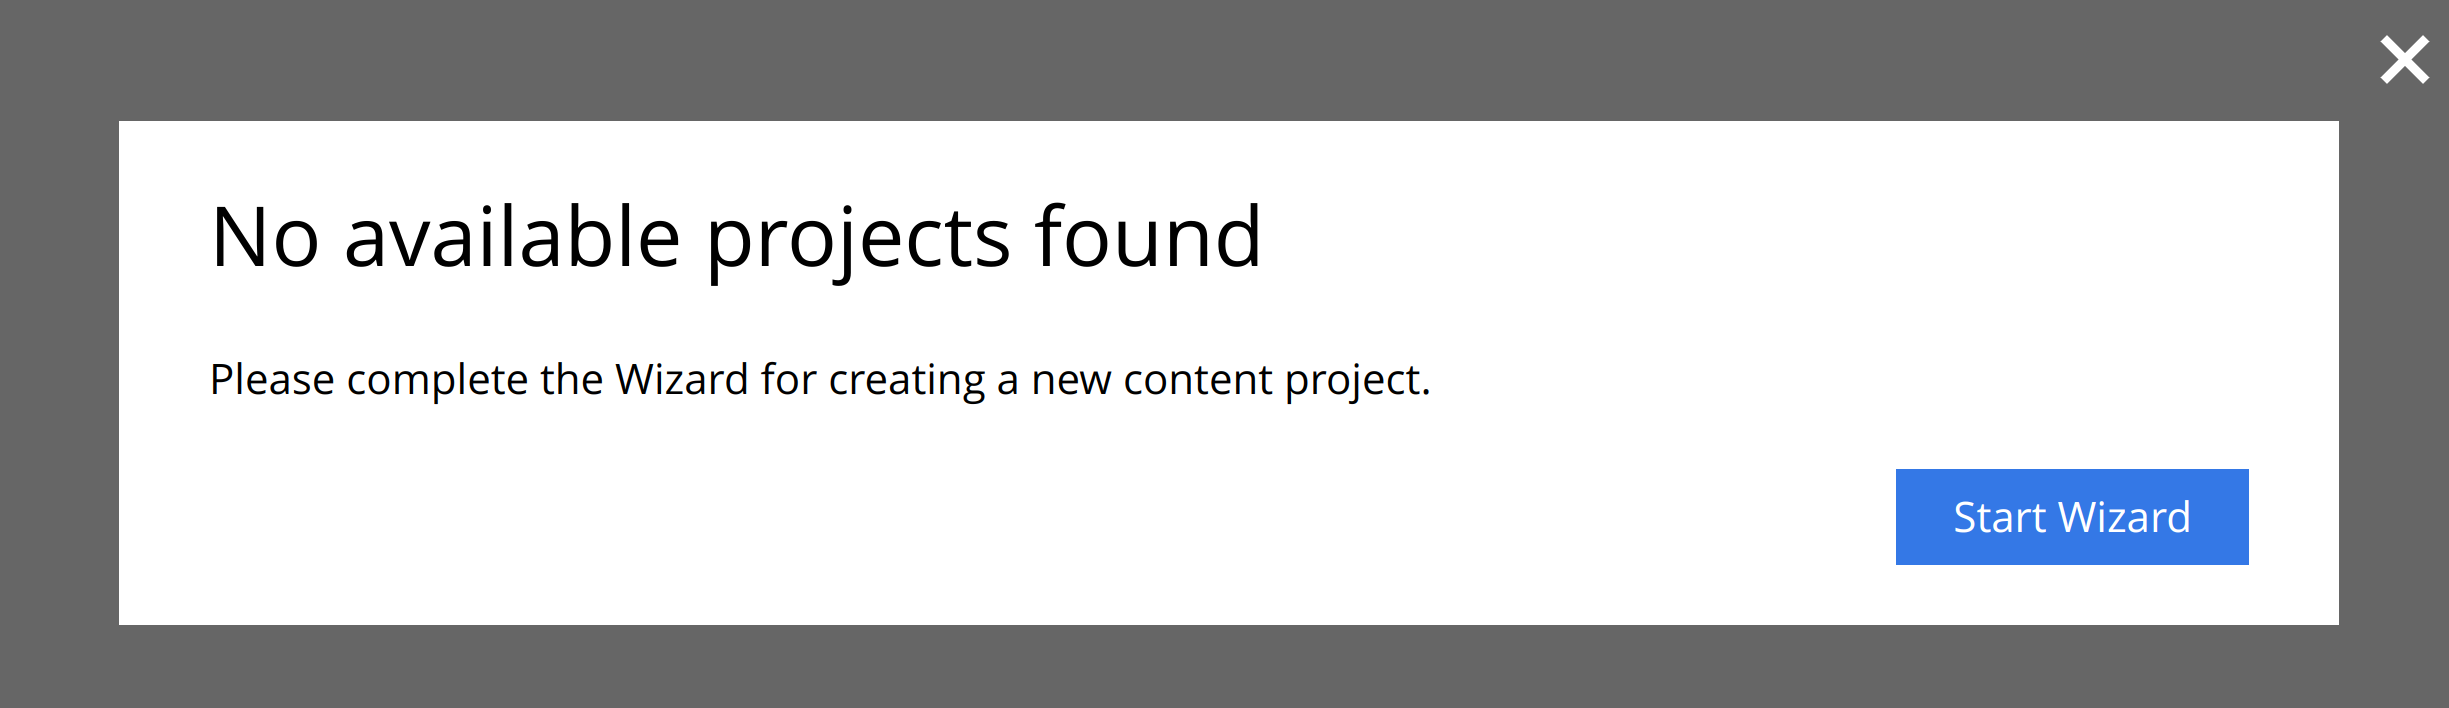 No available projects found
Please complete the Wizard for creating a new content project.
Start Wizard